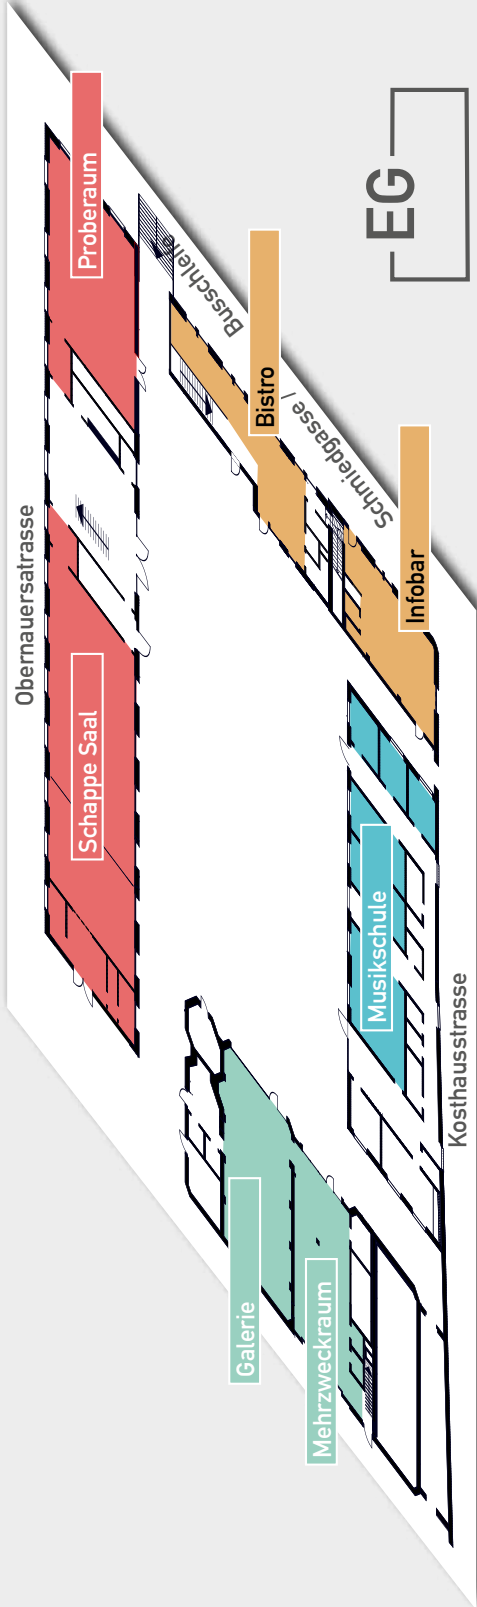 Obernauersatrasse
Schappe Saal
Proberaum
Galerie
Mehrzweckraum
Bistro
Busschleife
Schmiedgasse /
Musikschule
Infobar
Kosthausstrasse
EG